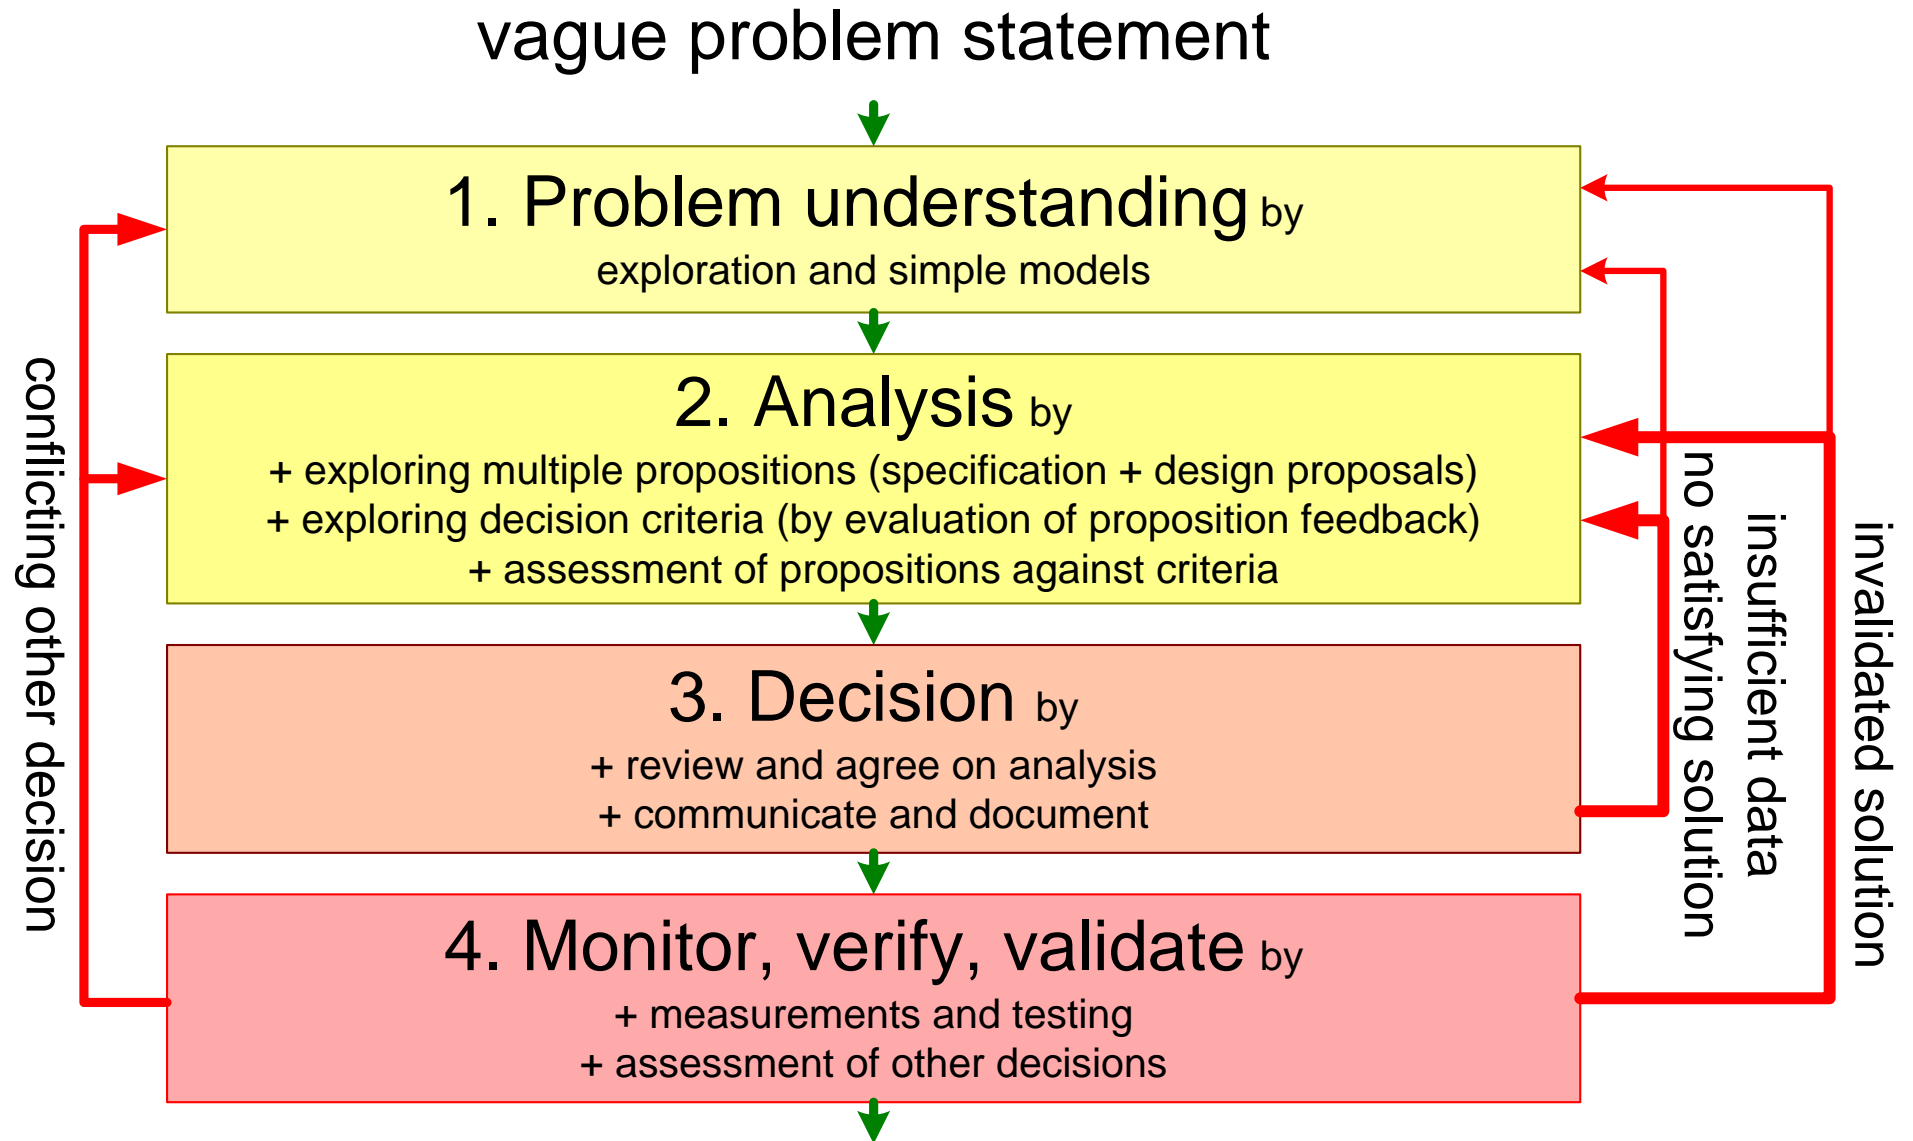 vague problem statement
1. Problem understanding by
exploration and simple models
2. Analysis by
+ exploring multiple propositions (specification + design proposals)
+ exploring decision criteria (by evaluation of proposition feedback)
+ assessment of propositions against criteria
3. Decision by
+ review and agree on analysis
+ communicate and document
4. Monitor, verify, validate by
+ measurements and testing
+ assessment of other decisions
conflicting other decision
insufficient data
no satisfying solution
invalidated solution